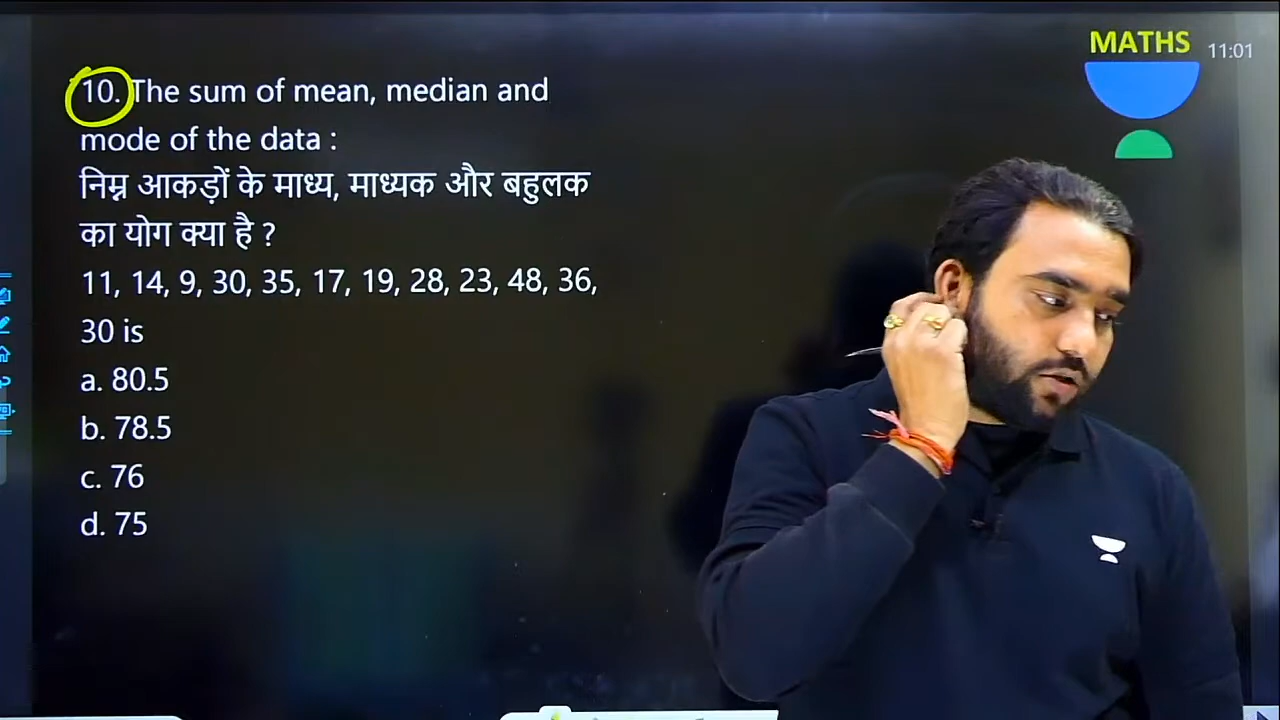 MATHS
11:01
10. The sum of mean, median and
mode of the data :
निम्न आकड़ों के माध्य, माध्यक और बहुलक
का योग क्या है ?
11, 14, 9, 30, 35, 17, 19, 28, 23, 48, 36,
30 is
a. 80.5
b. 78.5
c. 76
d. 75